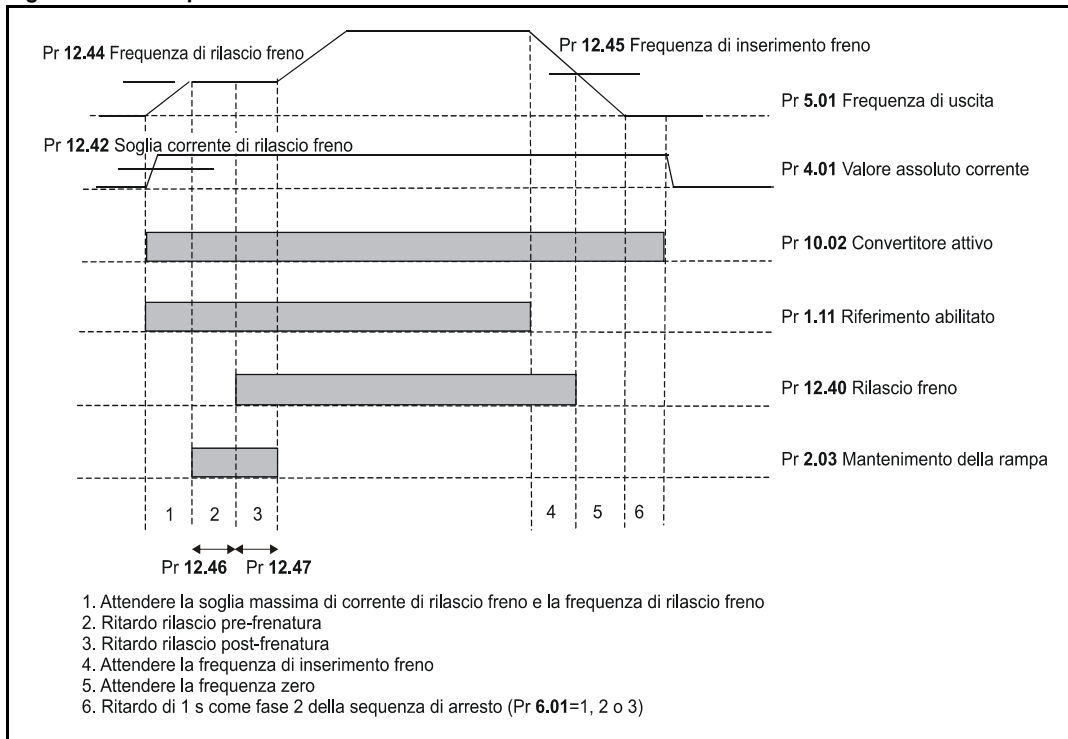 Pr 12.44 Frequenza di rilascio freno
Pr 12.45 Frequenza di inserimento freno
Pr 5.01 Frequenza di uscita
Pr 12.42 Soglia corrente di rilascio freno
Pr 4.01 Valore assoluto corrente
Pr 10.02 Convertitore attivo
Pr 1.11 Riferimento abilitato
Pr 12.40 Rilascio freno
Pr 2.03 Mantenimento della rampa
1 2 3 4 5 6
Pr 12.46 Pr 12.47
1. Attendere la soglia massima di corrente di rilascio freno e la frequenza di rilascio freno
2. Ritardo rilascio pre-frenatura
3. Ritardo rilascio post-frenatura
4. Attendere la frequenza di inserimento freno
5. Attendere la frequenza zero
6. Ritardo di 1 s come fase 2 della sequenza di arresto (Pr 6.01=1, 2 o 3)